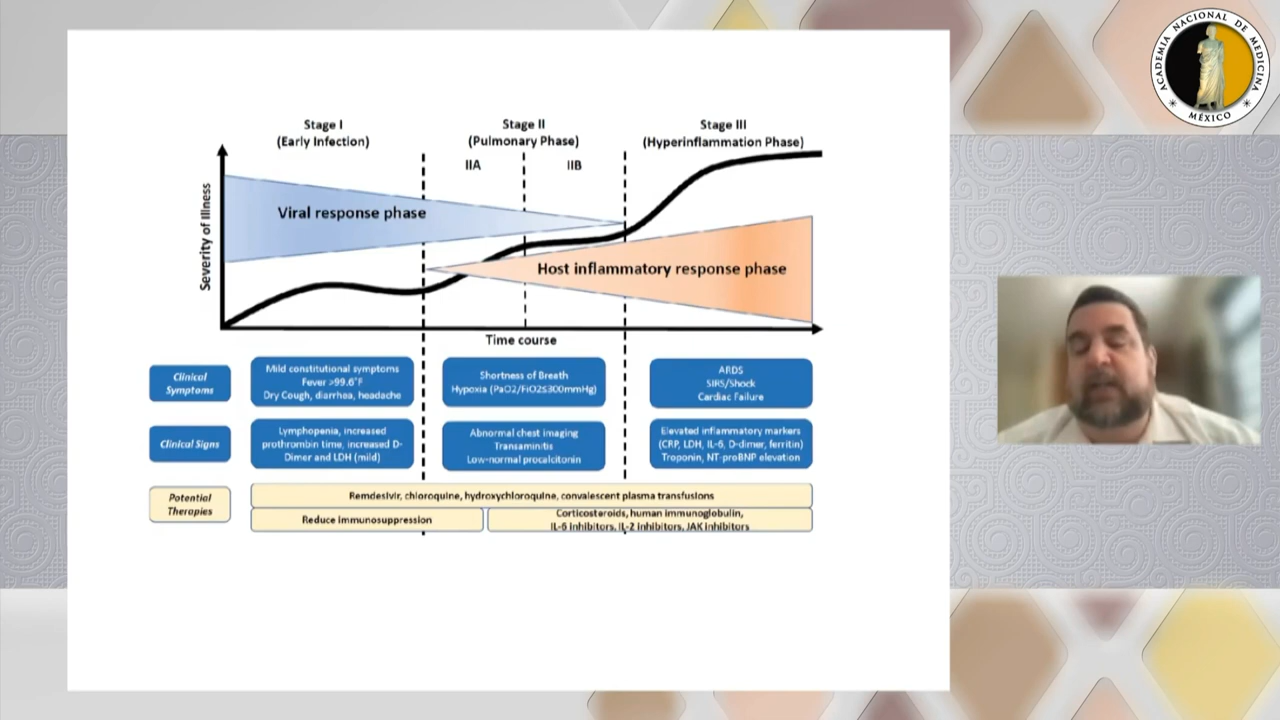 Stage I
(Early Infection)
Stage II
(Pulmonary Phase)
Stage III
(Hyperinflammation Phase)
IIA
IIB
Severity of Illness
Viral response phase
Host inflammatory response phase
Time course
Clinical
Symptoms
Mild constitutional symptoms
Fever >99.6°F
Dry Cough, diarrhea, headache
Shortness of Breath
Hypoxia (PaO2/FiO2≤300mmHg)
ARDS
SIRS/Shock
Cardiac Failure
Clinical Signs
Lymphopenia, increased
prothrombin time, increased D-
Dimer and LDH (mild)
Abnormal chest imaging
Transaminitis
Low-normal procalcitonin
Elevated inflammatory markers
(CRP, LDH, IL-6, D-dimer, ferritin)
Troponin, NT-proBNP elevation
Potential
Therapies
Remdesivir, chloroquine, hydroxychloroquine, convalescent plasma transfusions
Reduce immunosuppression
Corticosteroids, human immunoglobulin,
IL-6 inhibitors, IL-2 inhibitors, JAK inhibitors
ACADEMIA NACIONAL DE MEDICINA
MÉXICO